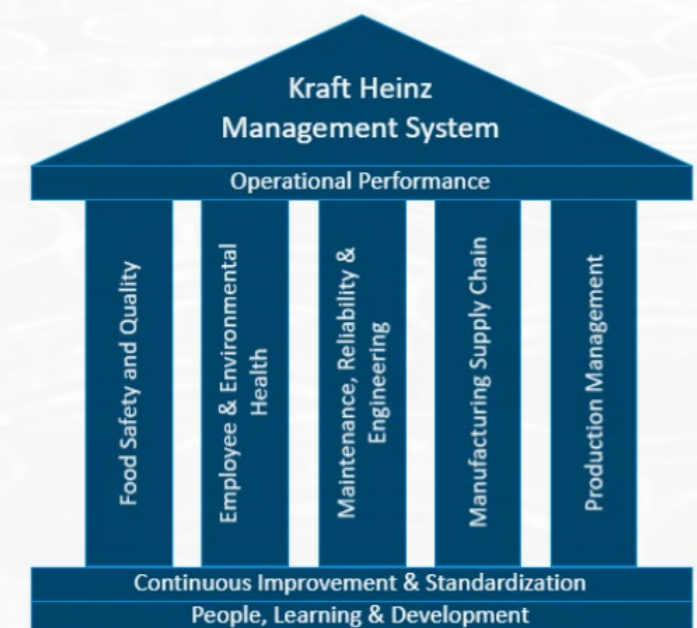 Kraft Heinz
Management System
Operational Performance
Food Safety and Quality
Employee & Environmental
Health
Maintenance, Reliability &
Engineering
Manufacturing Supply Chain
Production Management
Continuous Improvement & Standardization
People, Learning & Development